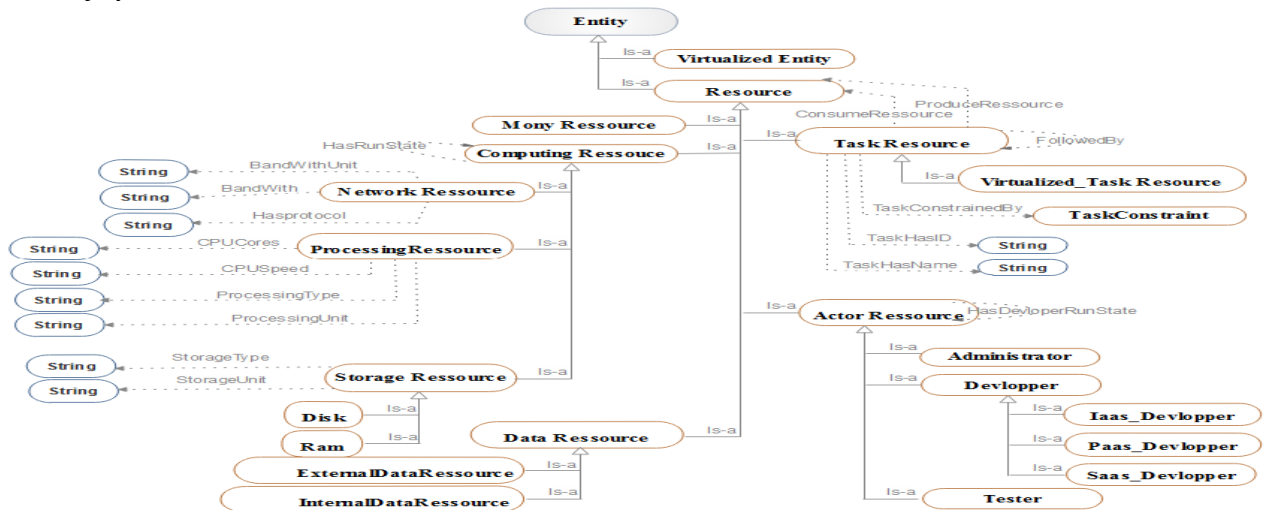 Entity
Is-a
Virtualized Entity
Is-a
Resource
ProduceRessource
ConsumeRessource
Is-a
Mony Ressource
Is-a
Task Resource
FollowedBy
HasRunState
Computing Ressouce
Is-a
BandWithUnit
String
Is-a
Virtualized_Task Resource
BandWith
String
Network Ressource
Is-a
Hasprotocol
String
TaskConstrainedBy
TaskConstraint
CPUCores
String
ProcessingRessource
Is-a
TaskHasID
String
CPUSpeed
String
TaskHasName
String
ProcessingType
String
ProcessingUnit
String
Is-a
Actor Ressource
HasDevloperRunState
StorageType
String
Is-a
Administrator
StorageUnit
String
Storage Ressource
Is-a
Is-a
Devlopper
Disk
Is-a
Is-a
Iaas_Devlopper
Ram
Is-a
Data Ressource
Is-a
Is-a
Paas_Devlopper
ExternalDataRessource
Is-a
Is-a
Saas_Devlopper
InternalDataRessource
Is-a
Is-a
Tester